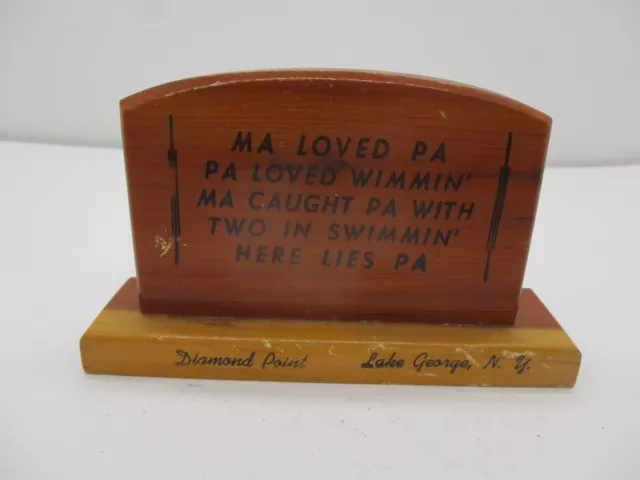 MA LOVED PA
PA LOVED WIMMIN'
MA CAUGHT PA WITH
TWO IN SWIMMIN'
HERE LIES PA
Diamond Point Lake George, N. Y.